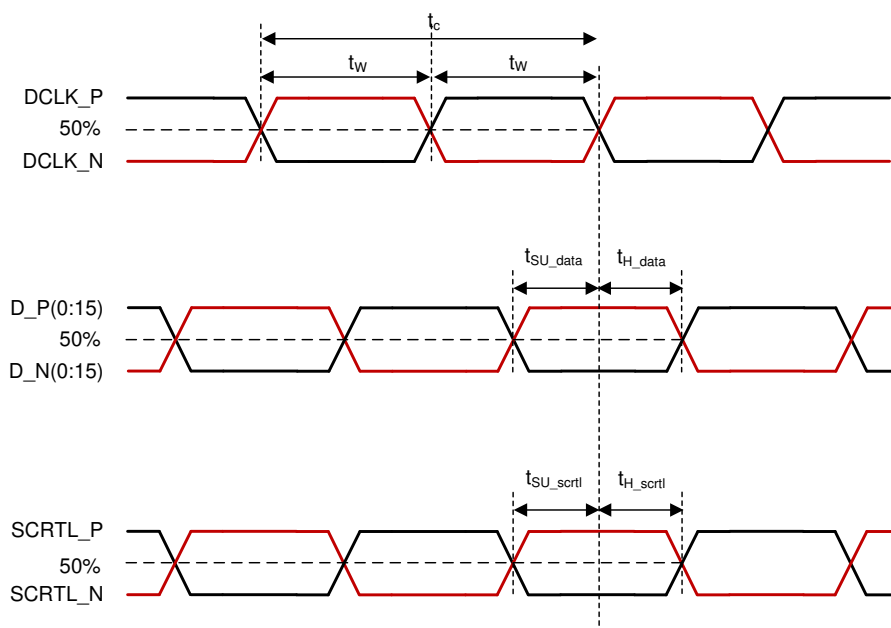 t_c
t_W t_W
DCLK_P
50%
DCLK_N
t_SU_data t_H_data
D_P(0:15)
50%
D_N(0:15)
t_SU_scrtl t_H_scrtl
SCRTL_P
50%
SCRTL_N